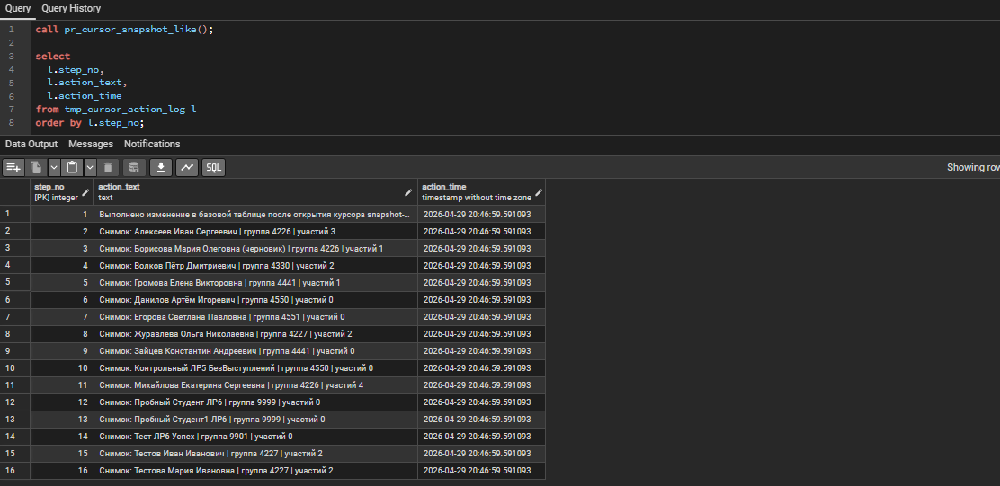 Query Query History
1 call pr_cursor_snapshot_like();
2
3 select
4 l.step_no,
5 l.action_text,
6 l.action_time
7 from tmp_cursor_action_log l
8 order by l.step_no;
Data Output Messages Notifications
SQL Showing row
step_no action_text action_time
[PK] integer text timestamp without time zone
1 1 Выполнено изменение в базовой таблице после открытия курсора snapshot-... 2026-04-29 20:46:59.591093
2 2 Снимок: Алексеев Иван Сергеевич | группа 4226 | участий 3 2026-04-29 20:46:59.591093
3 3 Снимок: Борисова Мария Олеговна (черновик) | группа 4226 | участий 1 2026-04-29 20:46:59.591093
4 4 Снимок: Волков Пётр Дмитриевич | группа 4330 | участий 2 2026-04-29 20:46:59.591093
5 5 Снимок: Громова Елена Викторовна | группа 4441 | участий 1 2026-04-29 20:46:59.591093
6 6 Снимок: Данилов Артём Игоревич | группа 4550 | участий 0 2026-04-29 20:46:59.591093
7 7 Снимок: Егорова Светлана Павловна | группа 4551 | участий 0 2026-04-29 20:46:59.591093
8 8 Снимок: Журавлёва Ольга Николаевна | группа 4227 | участий 2 2026-04-29 20:46:59.591093
9 9 Снимок: Зайцев Константин Андреевич | группа 4441 | участий 0 2026-04-29 20:46:59.591093
10 10 Снимок: Контрольный ЛР5 БезВыступлений | группа 4550 | участий 0 2026-04-29 20:46:59.591093
11 11 Снимок: Михайлова Екатерина Сергеевна | группа 4226 | участий 4 2026-04-29 20:46:59.591093
12 12 Снимок: Пробный Студент ЛР6 | группа 9999 | участий 0 2026-04-29 20:46:59.591093
13 13 Снимок: Пробный Студент1 ЛР6 | группа 9999 | участий 0 2026-04-29 20:46:59.591093
14 14 Снимок: Тест ЛР6 Успех | группа 9901 | участий 0 2026-04-29 20:46:59.591093
15 15 Снимок: Тестов Иван Иванович | группа 4227 | участий 2 2026-04-29 20:46:59.591093
16 16 Снимок: Тестова Мария Ивановна | группа 4227 | участий 2 2026-04-29 20:46:59.591093